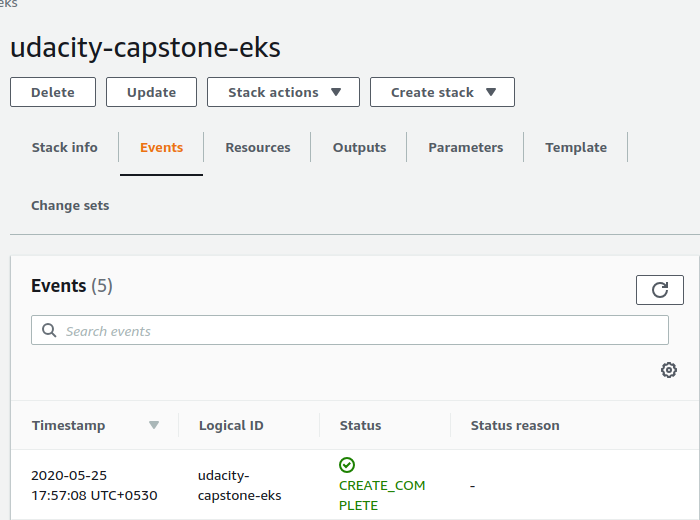 eks
udacity-capstone-eks
Delete Update Stack actions Create stack
Stack info Events Resources Outputs Parameters Template
Change sets
Events (5)
Search events
Timestamp Logical ID Status Status reason
2020-05-25 udacity- CREATE_COM -
17:57:08 UTC+0530 capstone-eks PLETE